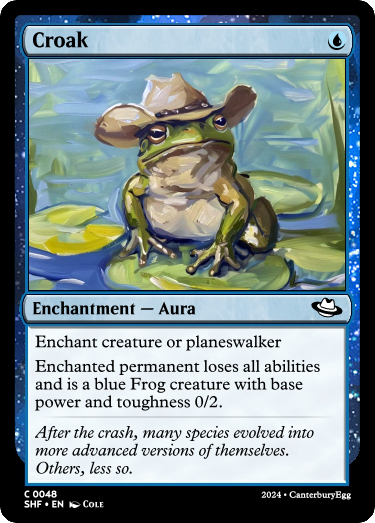 Croak
Enchantment — Aura
Enchant creature or planeswalker
Enchanted permanent loses all abilities
and is a blue Frog creature with base
power and toughness 0/2.
After the crash, many species evolved into
more advanced versions of themselves.
Others, less so.
C 0048
SHF • EN Cole
2024 • CanterburyEgg